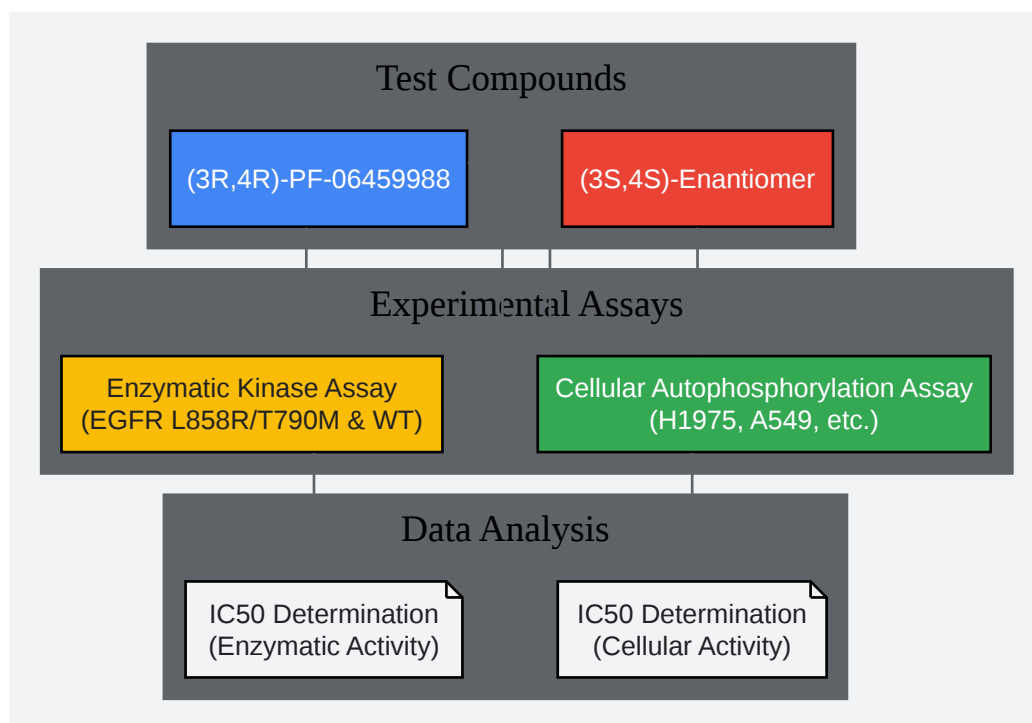 Test Compounds
(3R,4R)-PF-06459988
(3S,4S)-Enantiomer
Experimental Assays
Enzymatic Kinase Assay
(EGFR L858R/T790M & WT)
Cellular Autophosphorylation Assay
(H1975, A549, etc.)
Data Analysis
IC50 Determination
(Enzymatic Activity)
IC50 Determination
(Cellular Activity)